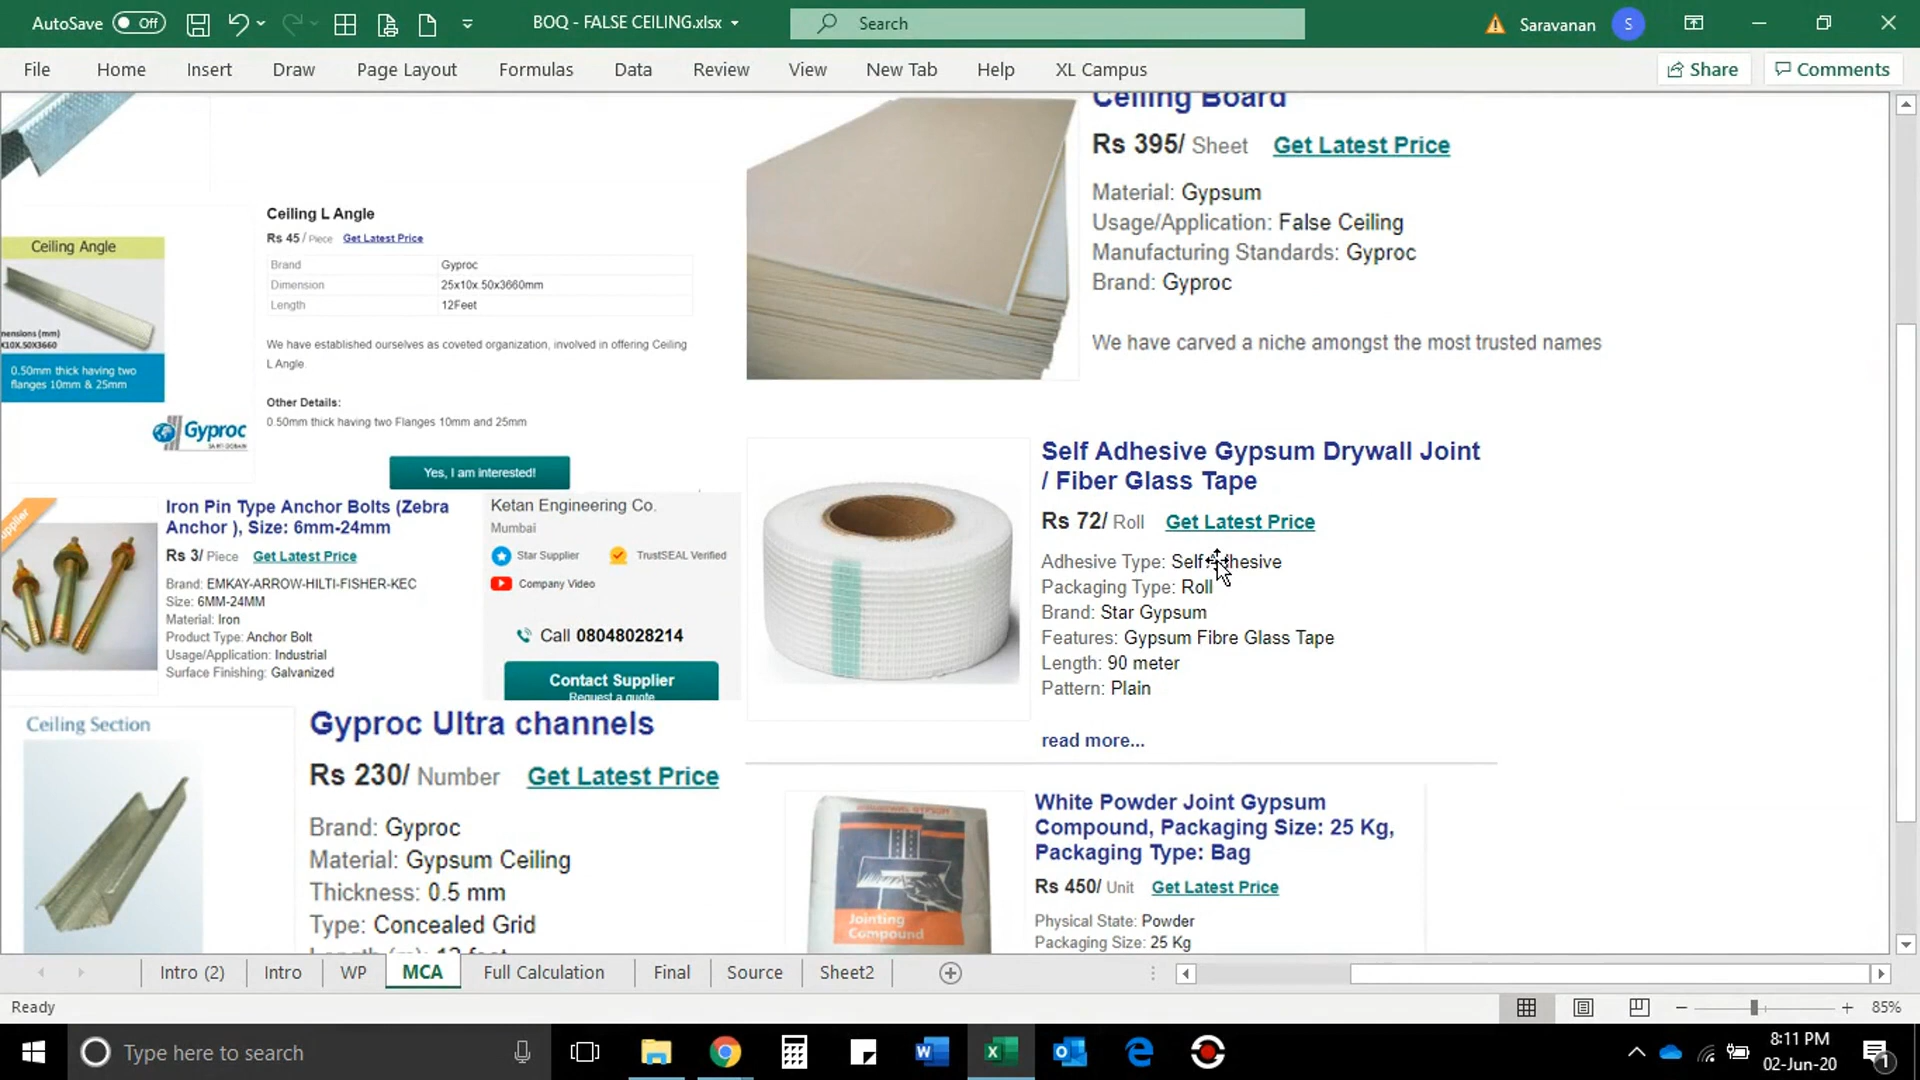 AutoSave Off
BOQ - FALSE CEILING.xlsx
Search
Saravanan S
File Home Insert Draw Page Layout Formulas Data Review View New Tab Help XL Campus
Share Comments
Ceiling Board
Rs 395/ Sheet Get Latest Price
Material: Gypsum
Usage/Application: False Ceiling
Manufacturing Standards: Gyproc
Brand: Gyproc
We have carved a niche amongst the most trusted names
Ceiling Angle
0.50mm thick having two
flanges 10mm & 25mm
Gyproc
Ceiling L Angle
Rs 45 / Piece Get Latest Price
Brand Gyproc
Dimension 25x10x.50x3660mm
Length 12Feet
We have established ourselves as coveted organization, involved in offering Ceiling
L Angle.
Other Details:
0.50mm thick having two Flanges 10mm and 25mm
Yes, I am interested!
Iron Pin Type Anchor Bolts (Zebra
Anchor ), Size: 6mm-24mm
Rs 3/ Piece Get Latest Price
Brand: EMKAY-ARROW-HILTI-FISHER-KEC
Size: 6MM-24MM
Material: Iron
Product Type: Anchor Bolt
Usage/Application: Industrial
Surface Finishing: Galvanized
Ketan Engineering Co.
Mumbai
Star Supplier TrustSEAL Verified
Company Video
Call 08048028214
Contact Supplier
Request a quote
Self Adhesive Gypsum Drywall Joint
/ Fiber Glass Tape
Rs 72/ Roll Get Latest Price
Adhesive Type: Self Adhesive
Packaging Type: Roll
Brand: Star Gypsum
Features: Gypsum Fibre Glass Tape
Length: 90 meter
Pattern: Plain
read more...
Ceiling Section
Gyproc Ultra channels
Rs 230/ Number Get Latest Price
Brand: Gyproc
Material: Gypsum Ceiling
Thickness: 0.5 mm
Type: Concealed Grid
Jointing
Compound
White Powder Joint Gypsum
Compound, Packaging Size: 25 Kg,
Packaging Type: Bag
Rs 450/ Unit Get Latest Price
Physical State: Powder
Packaging Size: 25 Kg
Intro (2) Intro WP MCA Full Calculation Final Source Sheet2
Ready
85%
Type here to search
8:11 PM
02-Jun-20
1